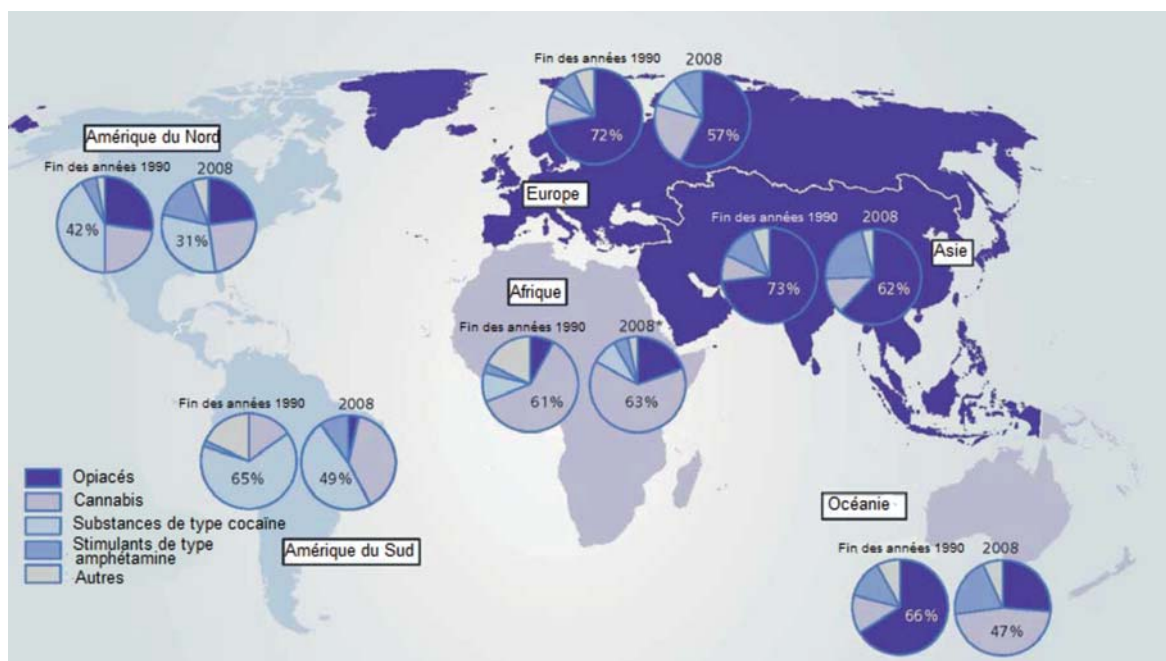 Fin des années 1990
2008
72%
57%
Amérique du Nord
Fin des années 1990
2008
42%
31%
Europe
Fin des années 1990
2008
73%
62%
Asie
Afrique
Fin des années 1990
2008*
61%
63%
Fin des années 1990
2008
65%
49%
Amérique du Sud
Opiacés
Cannabis
Substances de type cocaïne
Stimulants de type
amphétamine
Autres
Océanie
Fin des années 1990
2008
66%
47%